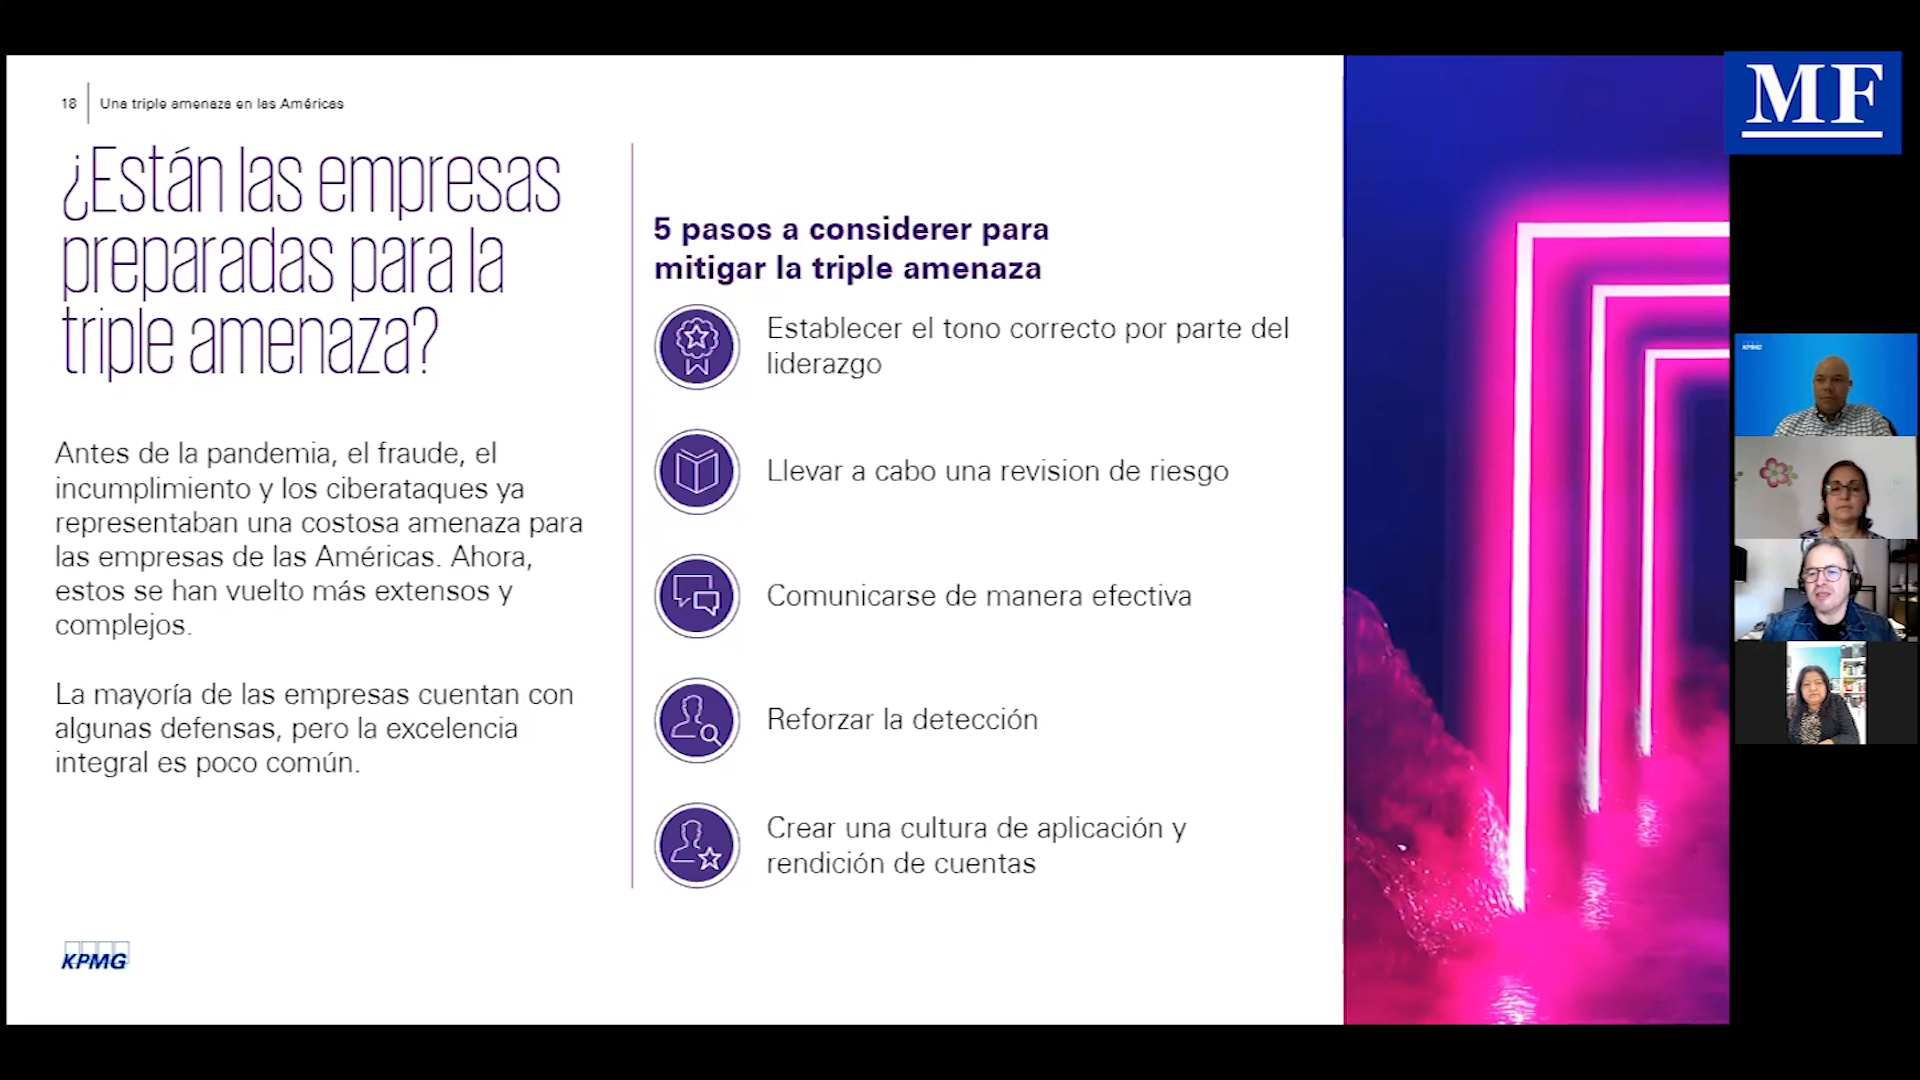 18
Una triple amenaza en las Américas
¿Están las empresas
preparadas para la
triple amenaza?
Antes de la pandemia, el fraude, el
incumplimiento y los ciberataques ya
representaban una costosa amenaza para
las empresas de las Américas. Ahora,
estos se han vuelto más extensos y
complejos.
La mayoría de las empresas cuentan con
algunas defensas, pero la excelencia
integral es poco común.
KPMG
5 pasos a considerer para
mitigar la triple amenaza
Establecer el tono correcto por parte del
liderazgo
Llevar a cabo una revision de riesgo
Comunicarse de manera efectiva
Reforzar la detección
Crear una cultura de aplicación y
rendición de cuentas
MF
KPMG